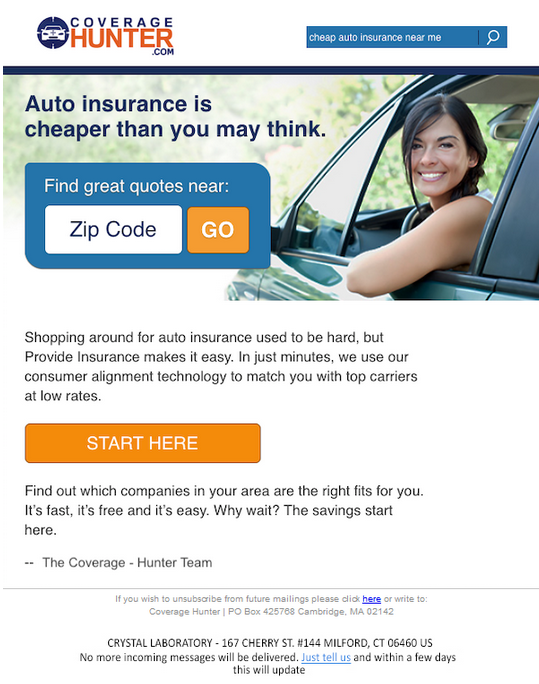 COVERAGE
HUNTER
.COM
cheap auto insurance near me
Auto insurance is
cheaper than you may think.
Find great quotes near:
Zip Code
GO
Shopping around for auto insurance used to be hard, but
Provide Insurance makes it easy. In just minutes, we use our
consumer alignment technology to match you with top carriers
at low rates.
START HERE
Find out which companies in your area are the right fits for you.
It's fast, it's free and it's easy. Why wait? The savings start
here.
-- The Coverage - Hunter Team
If you wish to unsubscribe from future mailings please click here or write to:
Coverage Hunter | PO Box 425768 Cambridge, MA 02142
CRYSTAL LABORATORY - 167 CHERRY ST. #144 MILFORD, CT 06460 US
No more incoming messages will be delivered. Just tell us and within a few days
this will update